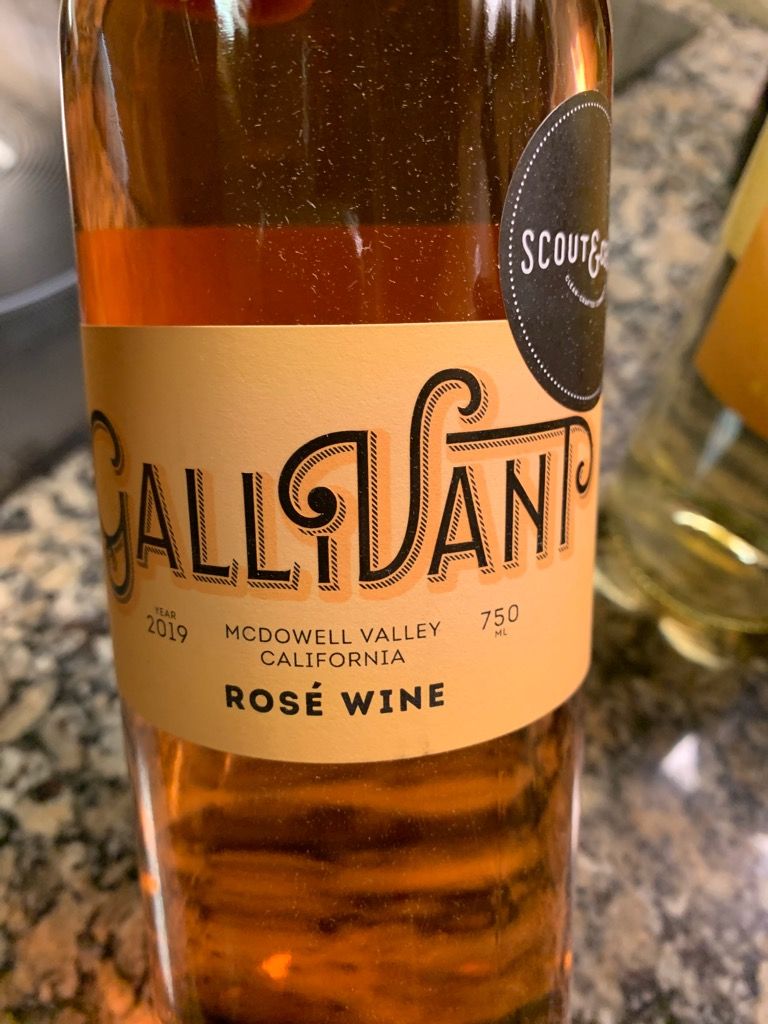 SCOUT&
GALLIVANT
YEAR
2019
MCDOWELL VALLEY
CALIFORNIA
750
ML
ROSÉ WINE